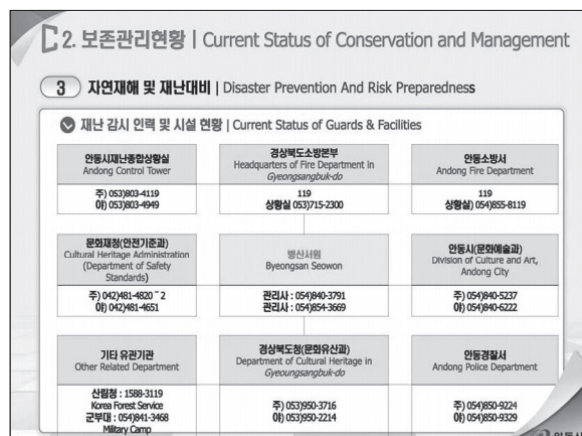 2. 보존관리현황 | Current Status of Conservation and Management
3 자연재해 및 재난대비 | Disaster Prevention And Risk Preparedness
재난 감시 인력 및 시설 현황 | Current Status of Guards & Facilities
안동시재난종합상황실
Andong Control Tower
주) 053)803-4119
야) 053)803-4949
경상북도소방본부
Headquarters of Fire Department in
Gyeongsangbuk-do
119
상황실 053)715-2300
안동소방서
Andong Fire Department
119
상황실) 054)855-8119
문화재청(안전기준과)
Cultural Heritage Administration
(Department of Safety
Standards)
주) 042)481-4820~2
야) 042)481-4651
병산서원
Byeongsan Seowon
관리사 : 054)840-3791
관리사 : 054)854-3669
안동시(문화예술과)
Division of Culture and Art,
Andong City
주) 054)840-5237
야) 054)840-6222
기타 유관기관
Other Related Department
산림청 : 1588-3119
Korea Forest Service
군부대 : 054)841-3468
Military Camp
경상북도청(문화유산과)
Department of Cultural Heritage in
Gyeoungsangbuk-do
주) 053)950-3716
야) 053)950-2214
안동경찰서
Andong Police Department
주) 054)850-9224
야) 054)850-9329